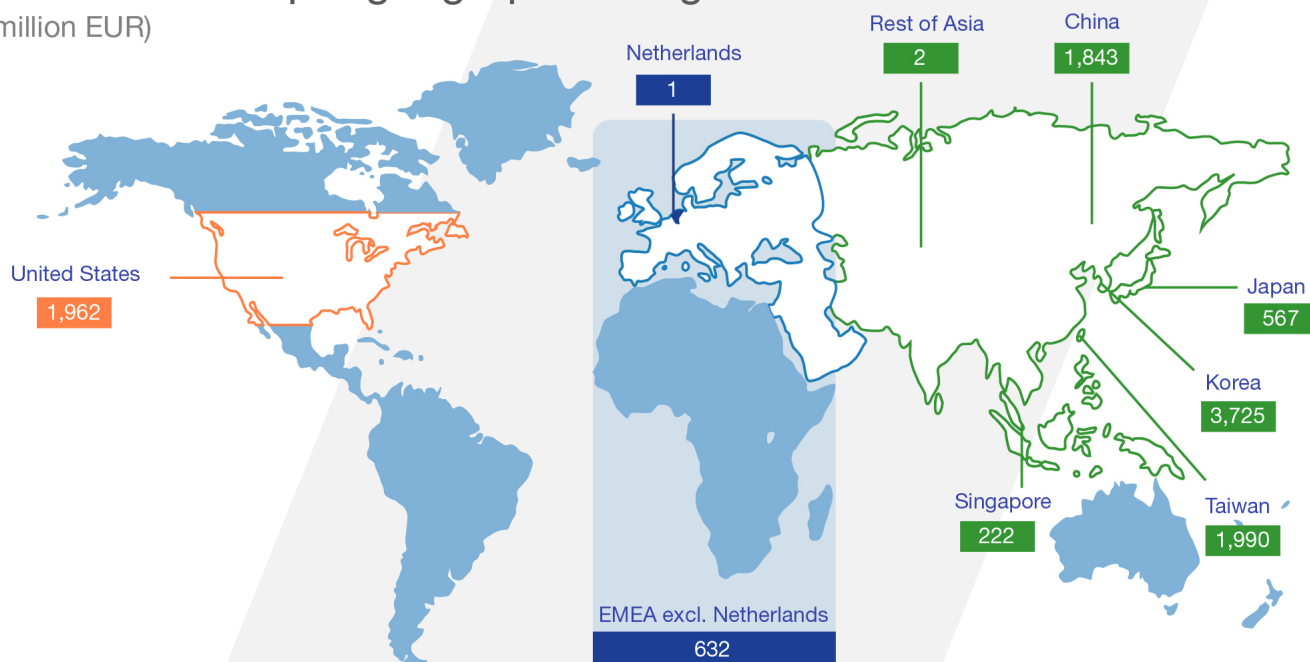 million EUR)
Rest of Asia
2
China
1,843
Netherlands
1
United States
1,962
Japan
567
Korea
3,725
Singapore
222
Taiwan
1,990
EMEA excl. Netherlands
632